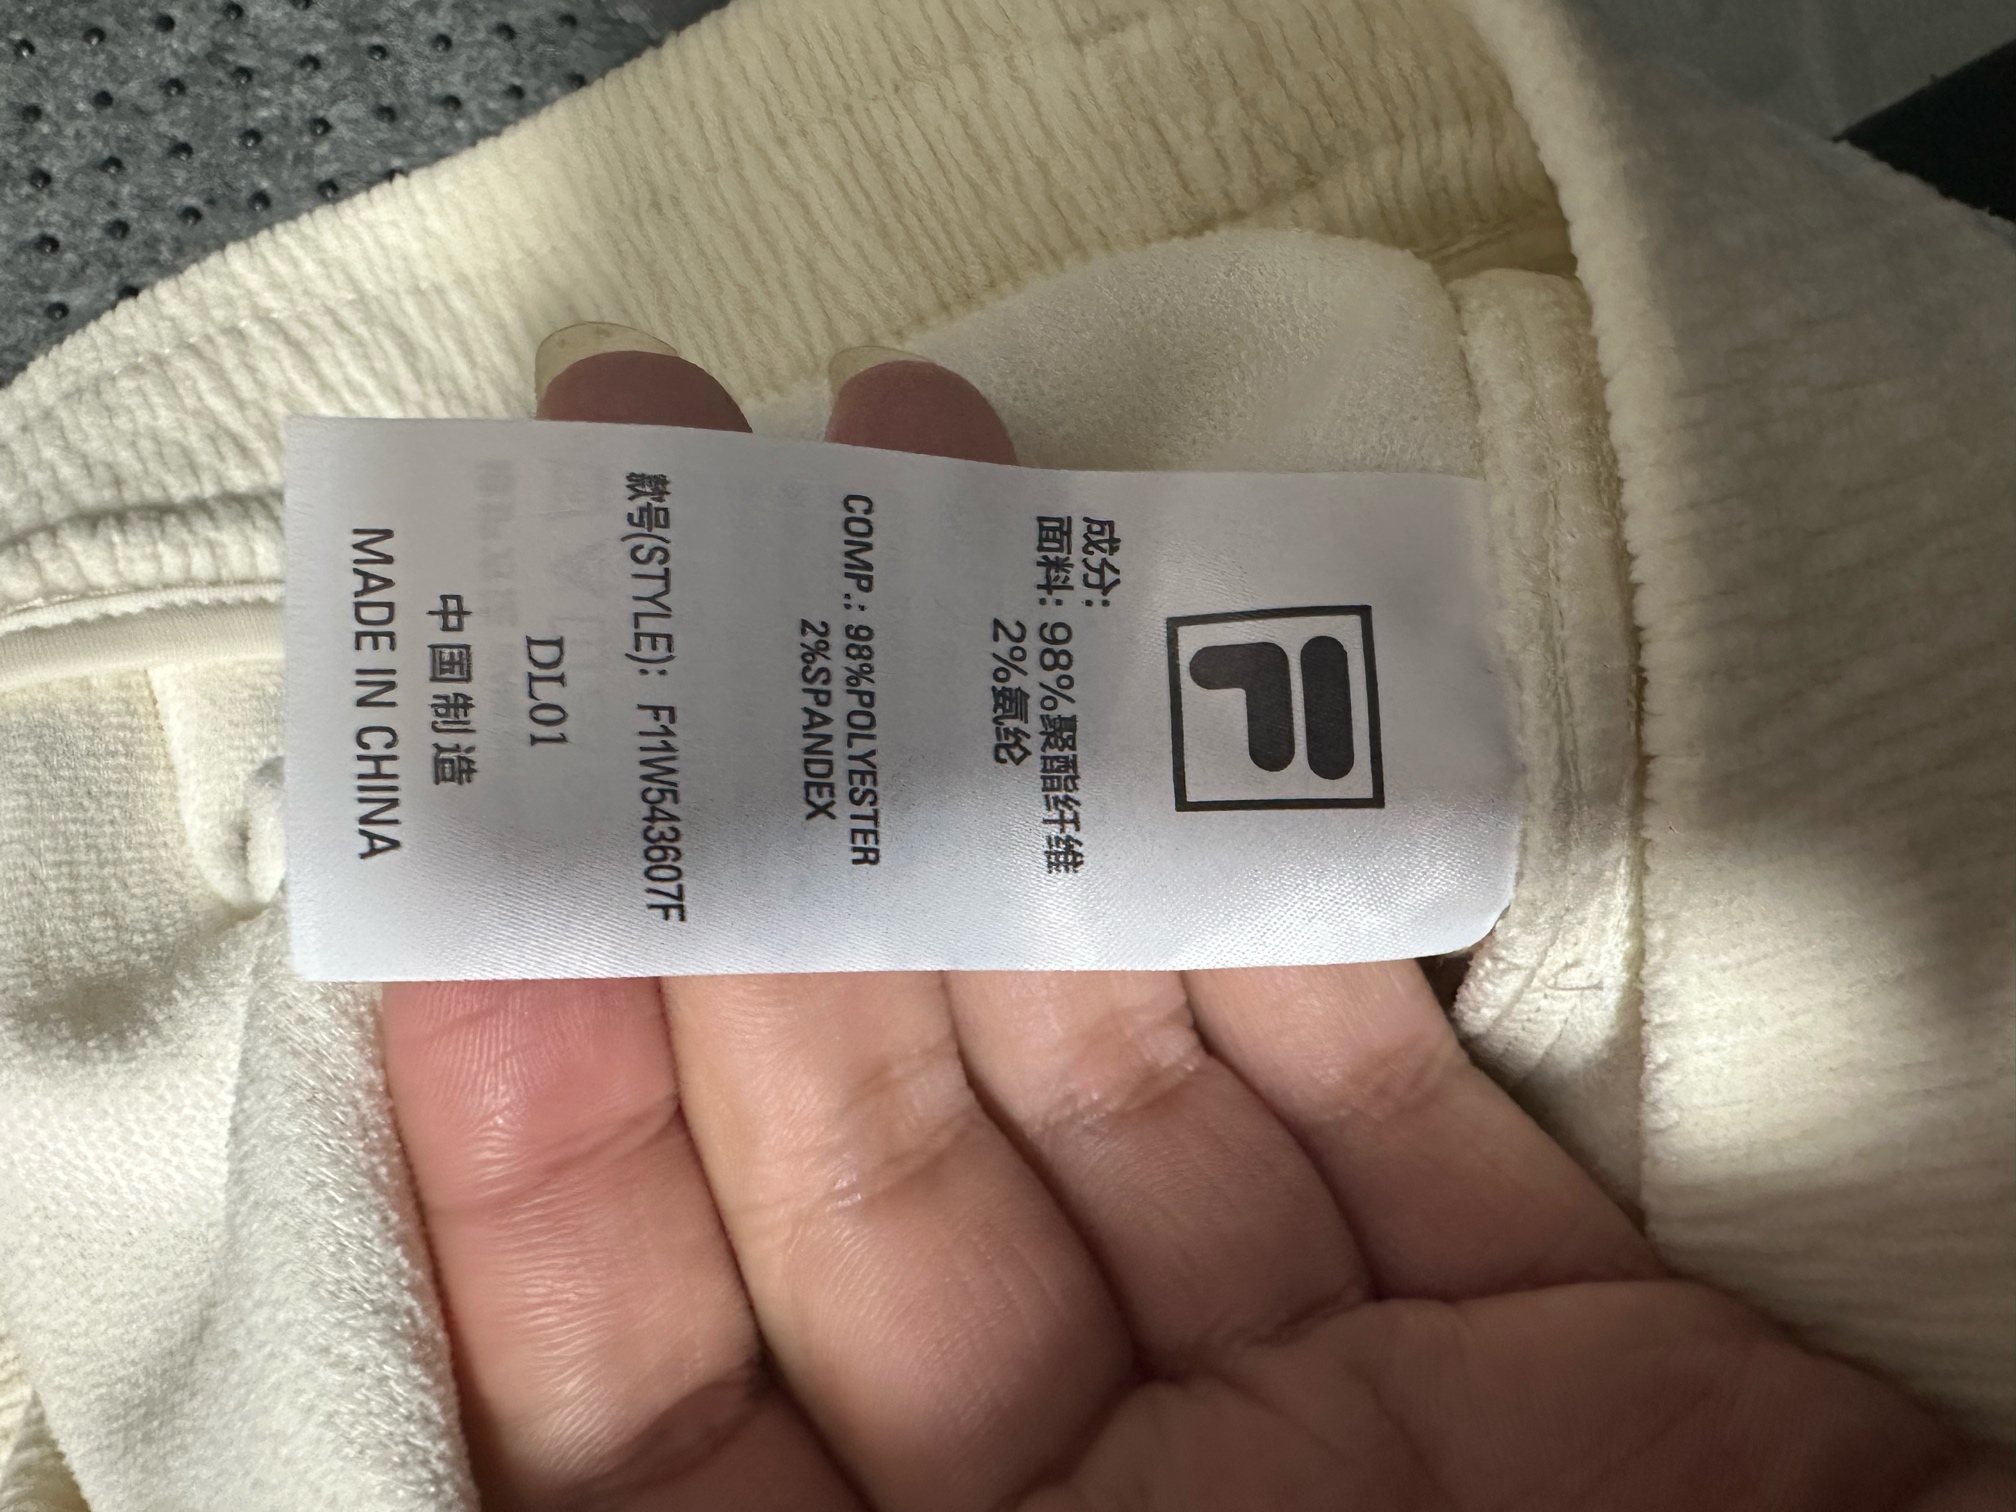 成分:
面料: 98%聚酯纤维
2%氨纶
COMP.: 98%POLYESTER
2%SPANDEX
款号(STYLE): F11W543607F
DL01
中国制造
MADE IN CHINA